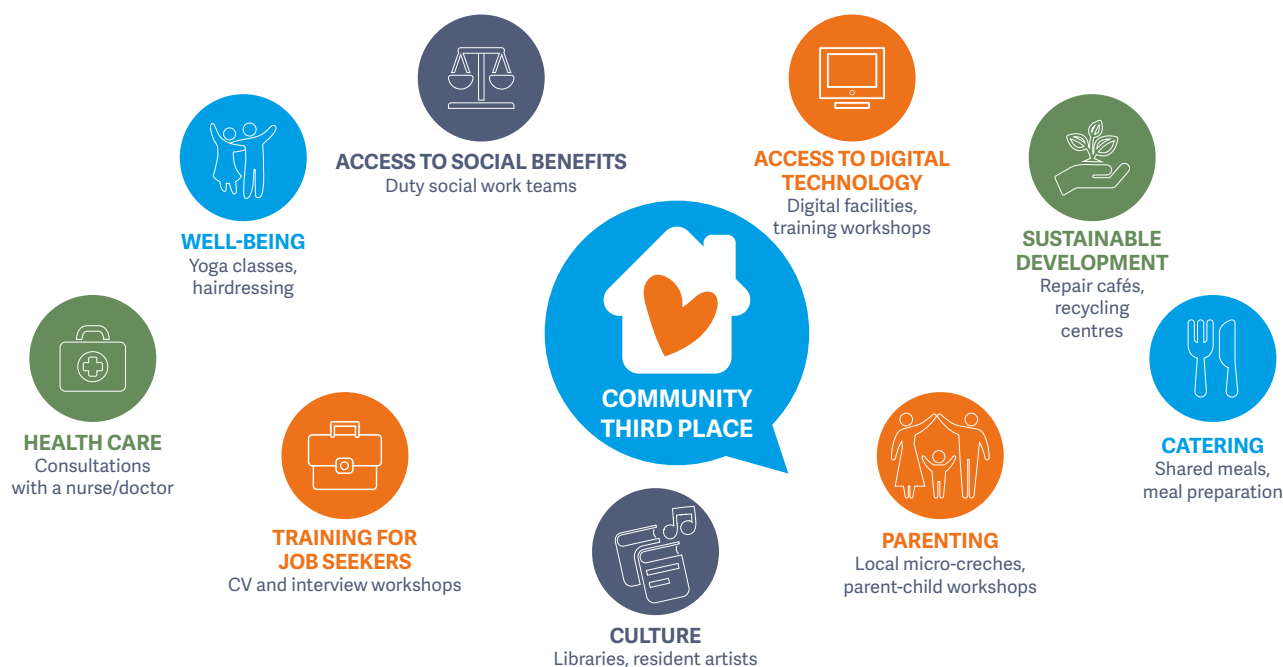 ACCESS TO SOCIAL BENEFITS
Duty social work teams
ACCESS TO DIGITAL
TECHNOLOGY
Digital facilities,
training workshops
WELL-BEING
Yoga classes,
hairdressing
SUSTAINABLE
DEVELOPMENT
Repair cafés,
recycling
centres
COMMUNITY
THIRD PLACE
HEALTH CARE
Consultations
with a nurse/doctor
CATERING
Shared meals,
meal preparation
TRAINING FOR
JOB SEEKERS
CV and interview workshops
PARENTING
Local micro-creches,
parent-child workshops
CULTURE
Libraries, resident artists